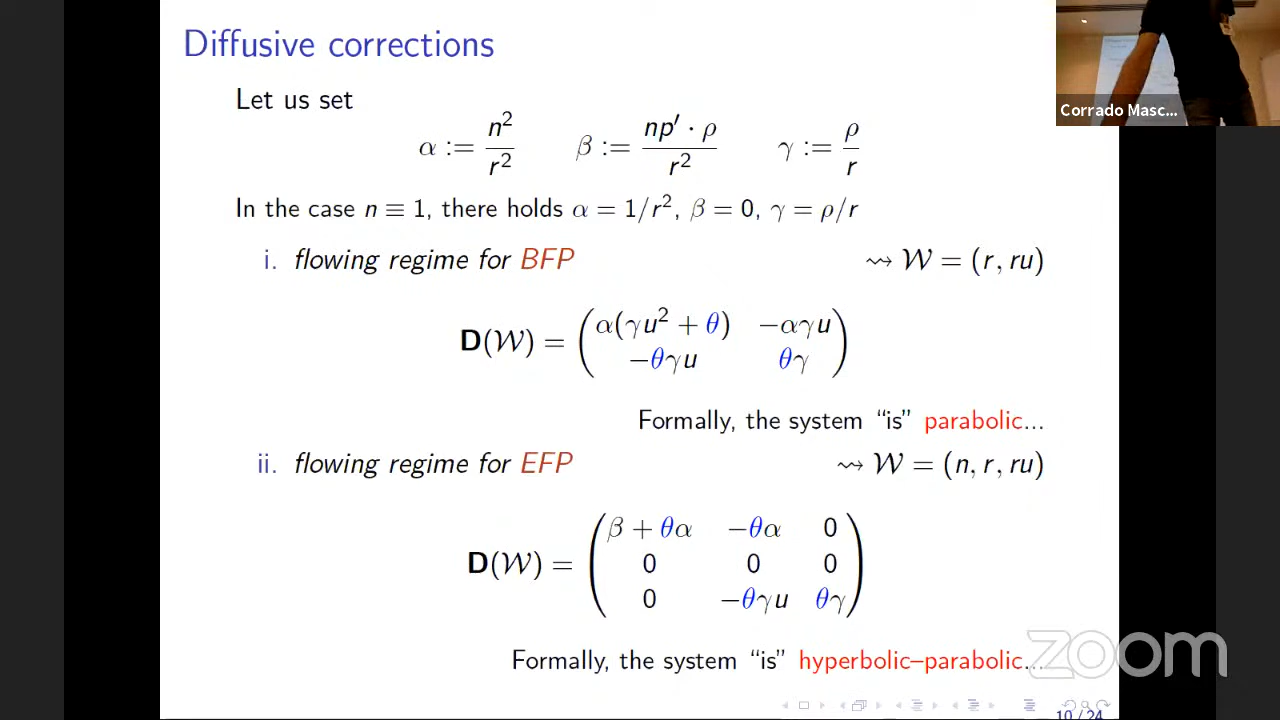 Diffusive corrections
Let us set
α := n²/r²   β := np′ · ρ/r²   γ := ρ/r
In the case n ≡ 1, there holds α = 1/r², β = 0, γ = ρ/r
i. flowing regime for BFP ⇝ W = (r, ru)
D(W) = ( α(γu² + θ)   −αγu
−θγu   θγ )
Formally, the system “is” parabolic...
ii. flowing regime for EFP ⇝ W = (n, r, ru)
D(W) = ( β + θα   −θα   0
0   0   0
0   −θγu   θγ )
Formally, the system “is” hyperbolic–parabolic...
10 / 24
Corrado Masc...
zoom